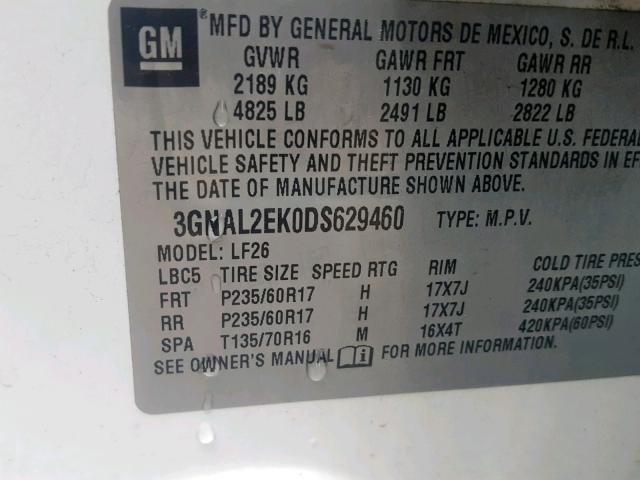 GM
MFD BY GENERAL MOTORS DE MEXICO, S. DE R.L.
GVWR GAWR FRT GAWR RR
2189 KG 1130 KG 1280 KG
4825 LB 2491 LB 2822 LB
THIS VEHICLE CONFORMS TO ALL APPLICABLE U.S. FEDERAL
VEHICLE SAFETY AND THEFT PREVENTION STANDARDS IN EF
THE DATE OF MANUFACTURE SHOWN ABOVE.
3GNAL2EK0DS629460 TYPE: M.P.V.
MODEL: LF26
LBC5 TIRE SIZE SPEED RTG RIM COLD TIRE PRES
FRT P235/60R17 H 17X7J 240KPA(35PSI)
RR P235/60R17 H 17X7J 240KPA(35PSI)
SPA T135/70R16 M 16X4T 420KPA(60PSI)
SEE OWNER'S MANUAL i FOR MORE INFORMATION.